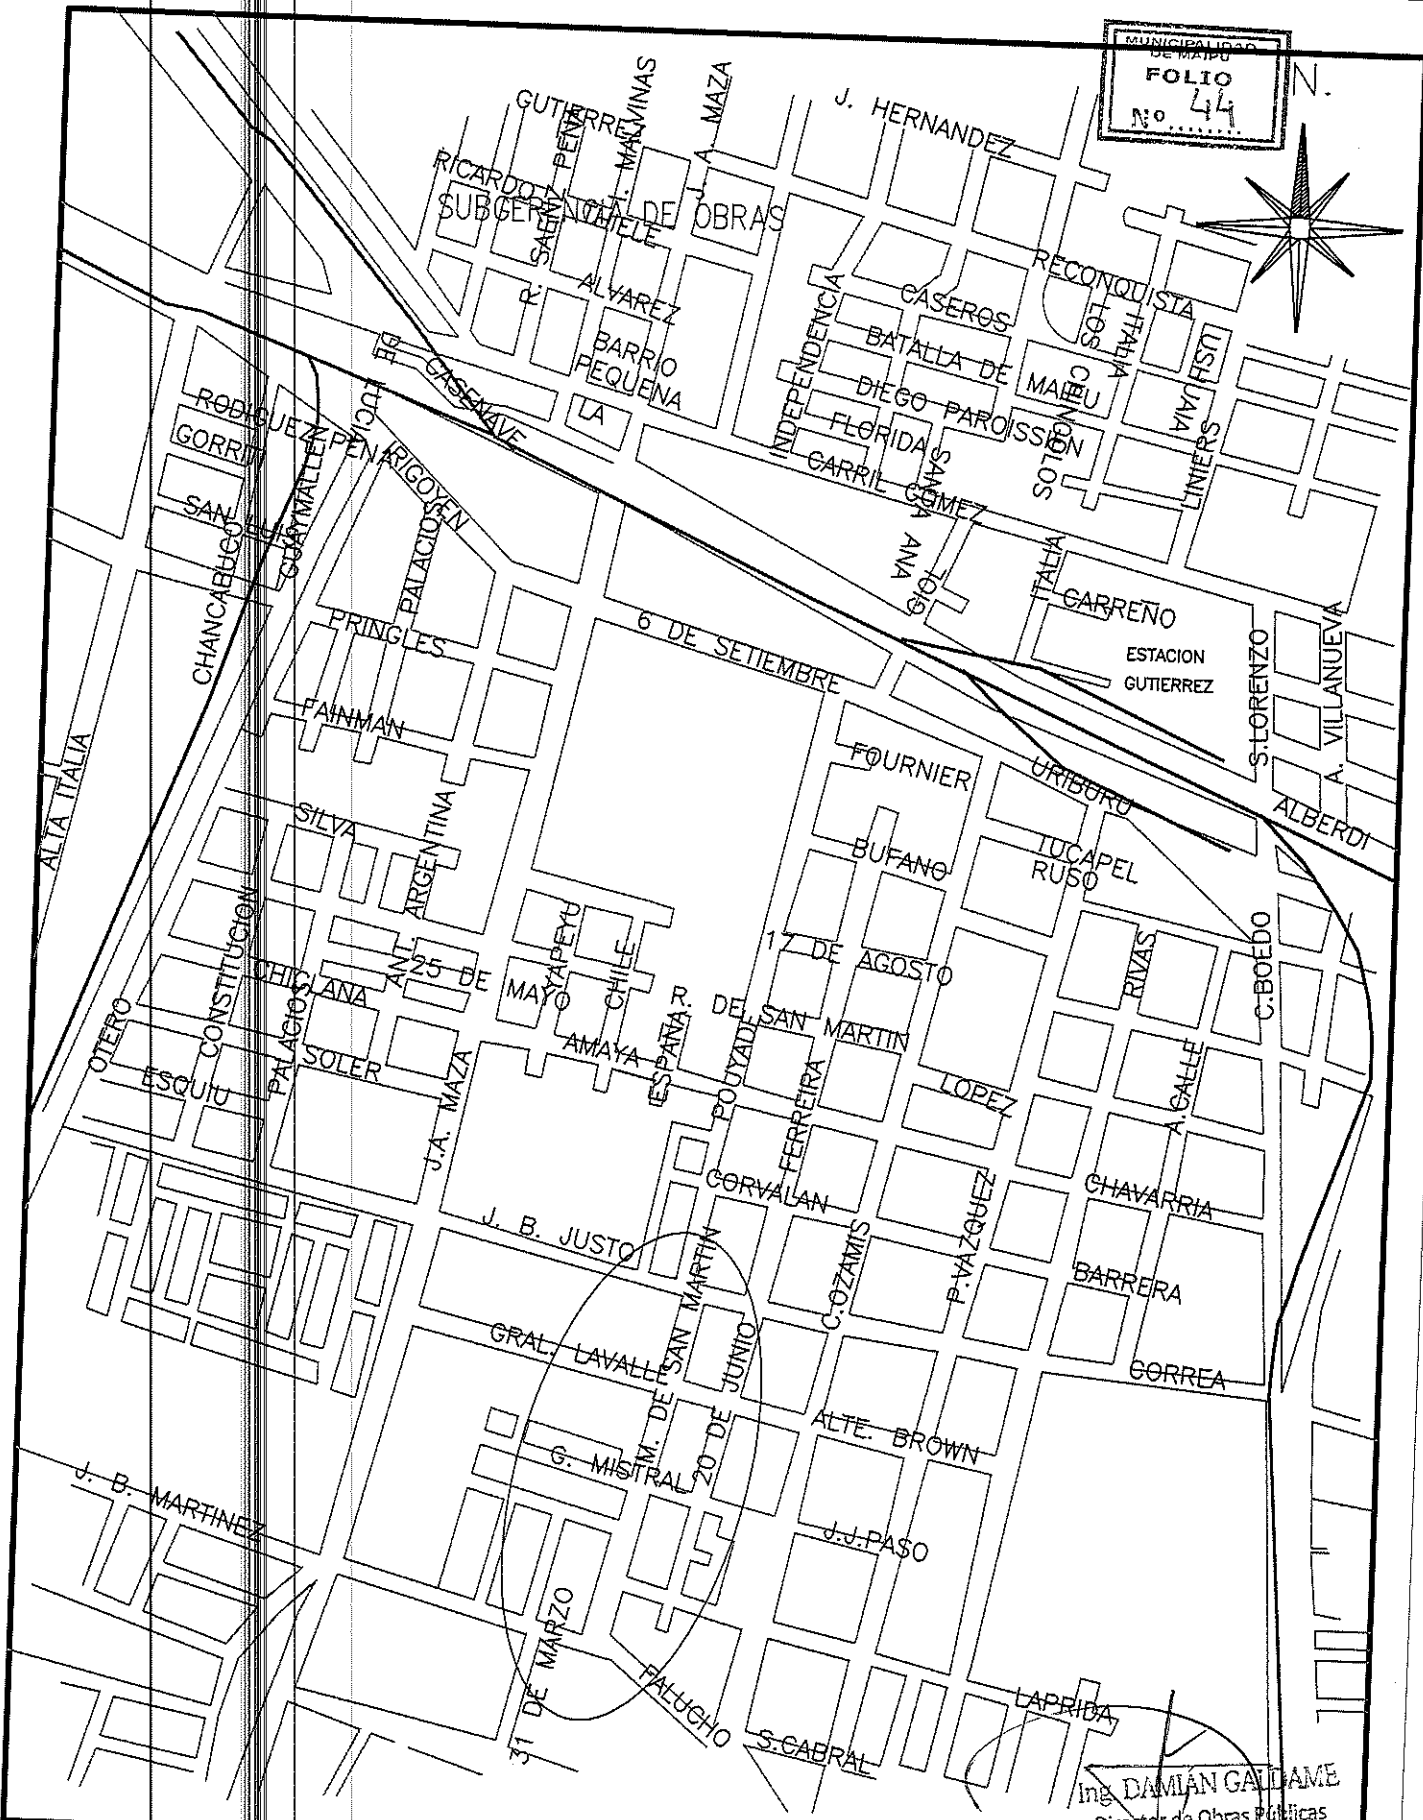 MUNICIPALIDAD
DE MAIPU
FOLIO
Nº 44
N.
GUTIERREZ
MALVINAS
J. A. MAZA
J. HERNANDEZ
RICARDO
THIELE
R. SAENZ PEÑA
SUBGERENCIA DE OBRAS
ALVAREZ
BARRIO
PEQUEÑA
LA
RECONQUISTA
INDEPENDENCIA
CASEROS
BATALLA DE MAIPU
LOS
ITALIA
USHUAIA
LINIERS
DIEGO PAROISSIEN
FLORIDA
CARRIL GOMEZ
SANTA ANA
GIOL
ITALIA
CARREÑO
ESTACION
GUTIERREZ
S.LORENZO
A. VILLANUEVA
DE
CASENAVE
RODIGUEZ PEÑA
GORRITI
SAN LUIS
CHANCABUCO
GUAYMALLEN
IRIGOYEN
PALACIOS
PRINGLES
6 DE SETIEMBRE
FAINMAN
FOURNIER
URIBURU
ALBERDI
ALTA ITALIA
SILVA
ANT. ARGENTINA
BUFANO
TUCAPEL
RUSO
CONSTITUCION
CHICLANA
25 DE MAYO
YAPEYU
CHILE
17 DE AGOSTO
RIVAS
C.BOEDO
OTERO
PALACIOS
SOLER
ESQUIU
AMAYA
ESPAÑA
R. DE SAN MARTIN
POUYADE
FERREIRA
LOPEZ
A.CALLE
J.A. MAZA
CORVALAN
CHAVARRIA
J. B. JUSTO
C.OZAMIS
P.VAZQUEZ
BARRERA
GRAL. LAVALLE
M. DE SAN MARTIN
20 DE JUNIO
CORREA
ALTE. BROWN
G. MISTRAL
J. B. MARTINEZ
J.J.PASO
31 DE MARZO
FALUCHO
S.CABRAL
LAPRIDA
Ing. DAMIÁN GALDAME
Director de Obras Públicas